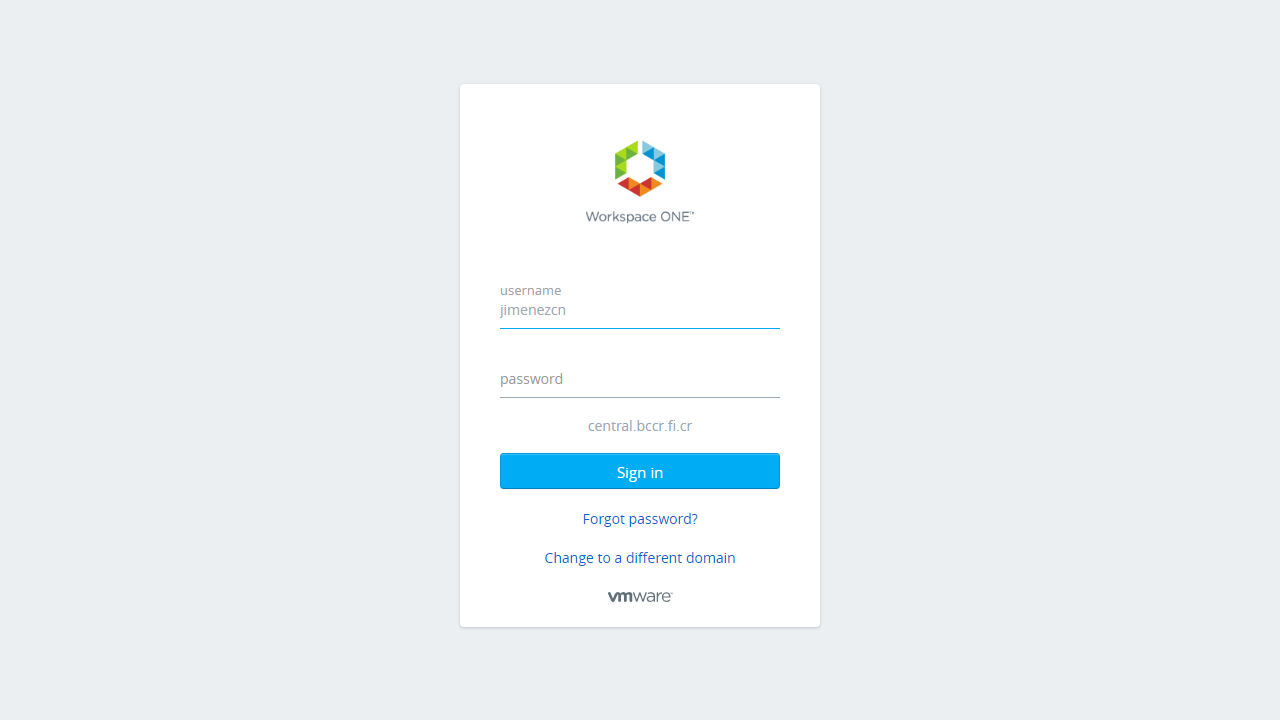 Workspace ONE™
username
jimenezcn
password
central.bccr.fi.cr
Sign in
Forgot password?
Change to a different domain
vmware®